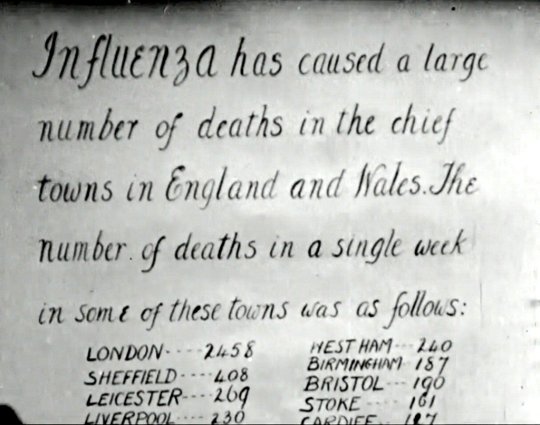 Influenza has caused a large
number of deaths in the chief
towns in England and Wales. The
number. of deaths in a single week
in some of these towns was as follows:
LONDON ···· 2458
SHEFFIELD ···· 408
LEICESTER ···· 269
LIVERPOOL ···· 230
WEST HAM ··· 240
BIRMINGHAM 187
BRISTOL ··· 190
STOKE ···· 161
CARDIFF